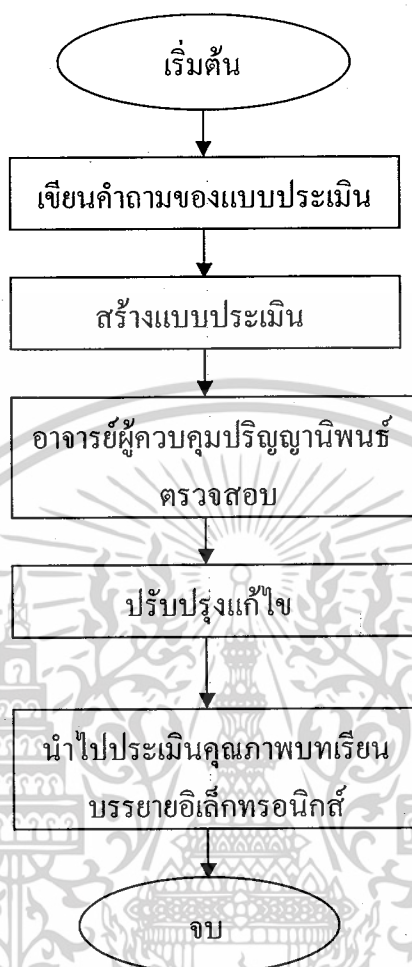 เริ่มต้น
เขียนคำถามของแบบประเมิน
สร้างแบบประเมิน
อาจารย์ผู้ควบคุมปริญญานิพนธ์
ตรวจสอบ
ปรับปรุงแก้ไข
นำไปประเมินคุณภาพบทเรียน
บรรยายอิเล็กทรอนิกส์
จบ